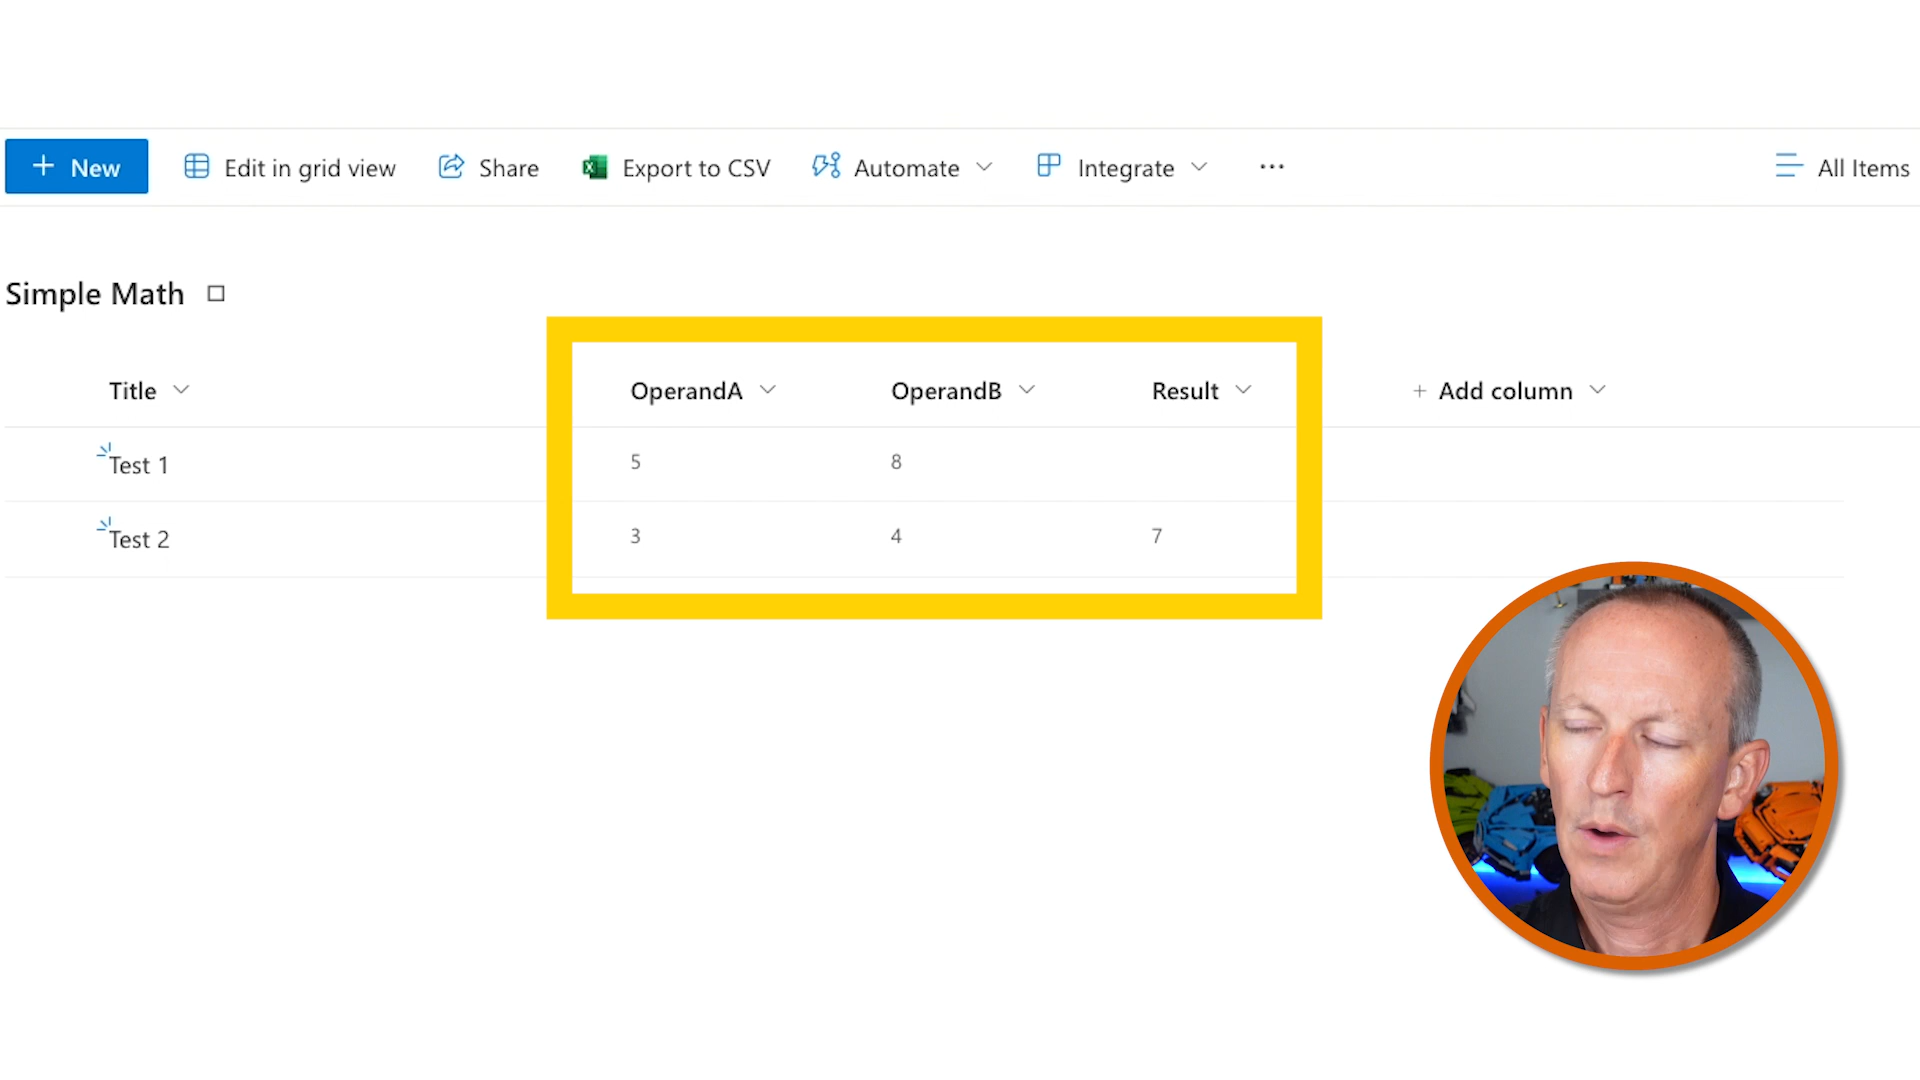 + New Edit in grid view Share Export to CSV Automate Integrate ... All Items
Simple Math
Title OperandA OperandB Result + Add column
Test 1 5 8
Test 2 3 4 7